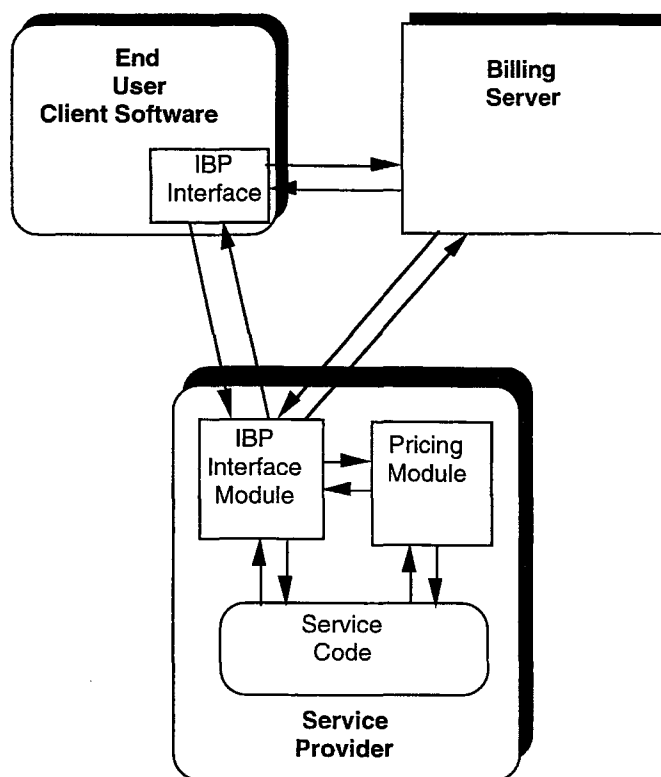 End
User
Client Software
IBP
Interface
Billing
Server
IBP
Interface
Module
Pricing
Module
Service
Code
Service
Provider